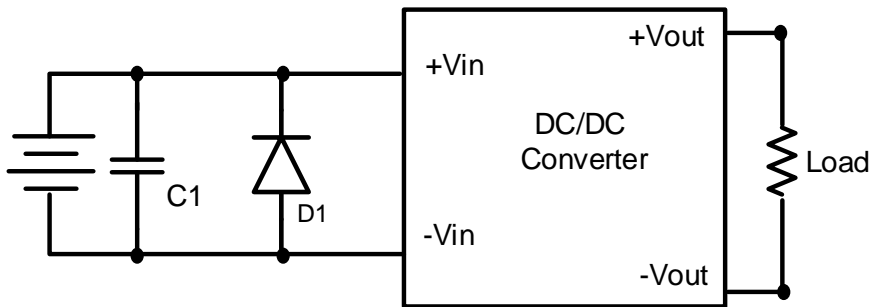 +Vout
+Vin
DC/DC
Converter
Load
C1
D1
-Vin
-Vout